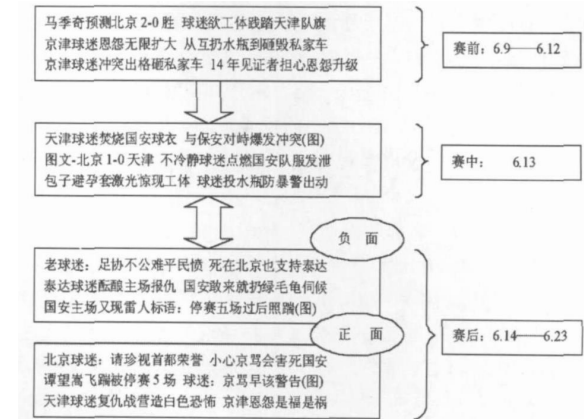 马季奇预测北京 2-0 胜 球迷欲工体践踏天津队旗
京津球迷恩怨无限扩大 从互扔水瓶到砸毁私家车
京津球迷冲突出格砸私家车 14 年见证者担心恩怨升级
赛前：6.9——6.12
天津球迷焚烧国安球衣 与保安对峙爆发冲突(图)
图文-北京 1-0 天津 不冷静球迷点燃国安队服发泄
包子避孕套激光惊现工体 球迷投水瓶防暴警出动
赛中： 6.13
负 面
老球迷：足协不公难平民愤 死在北京也支持泰达
泰达球迷酝酿主场报仇 国安敢来就扔绿毛龟伺候
国安主场又现雷人标语：停赛五场过后照踹(图)
正 面
赛后：6.14——6.23
北京球迷：请珍视首都荣誉 小心京骂会害死国安
谭望嵩飞踹被停赛 5 场 球迷：京骂早该警告(图)
天津球迷复仇战营造白色恐怖 京津恩怨是福是祸